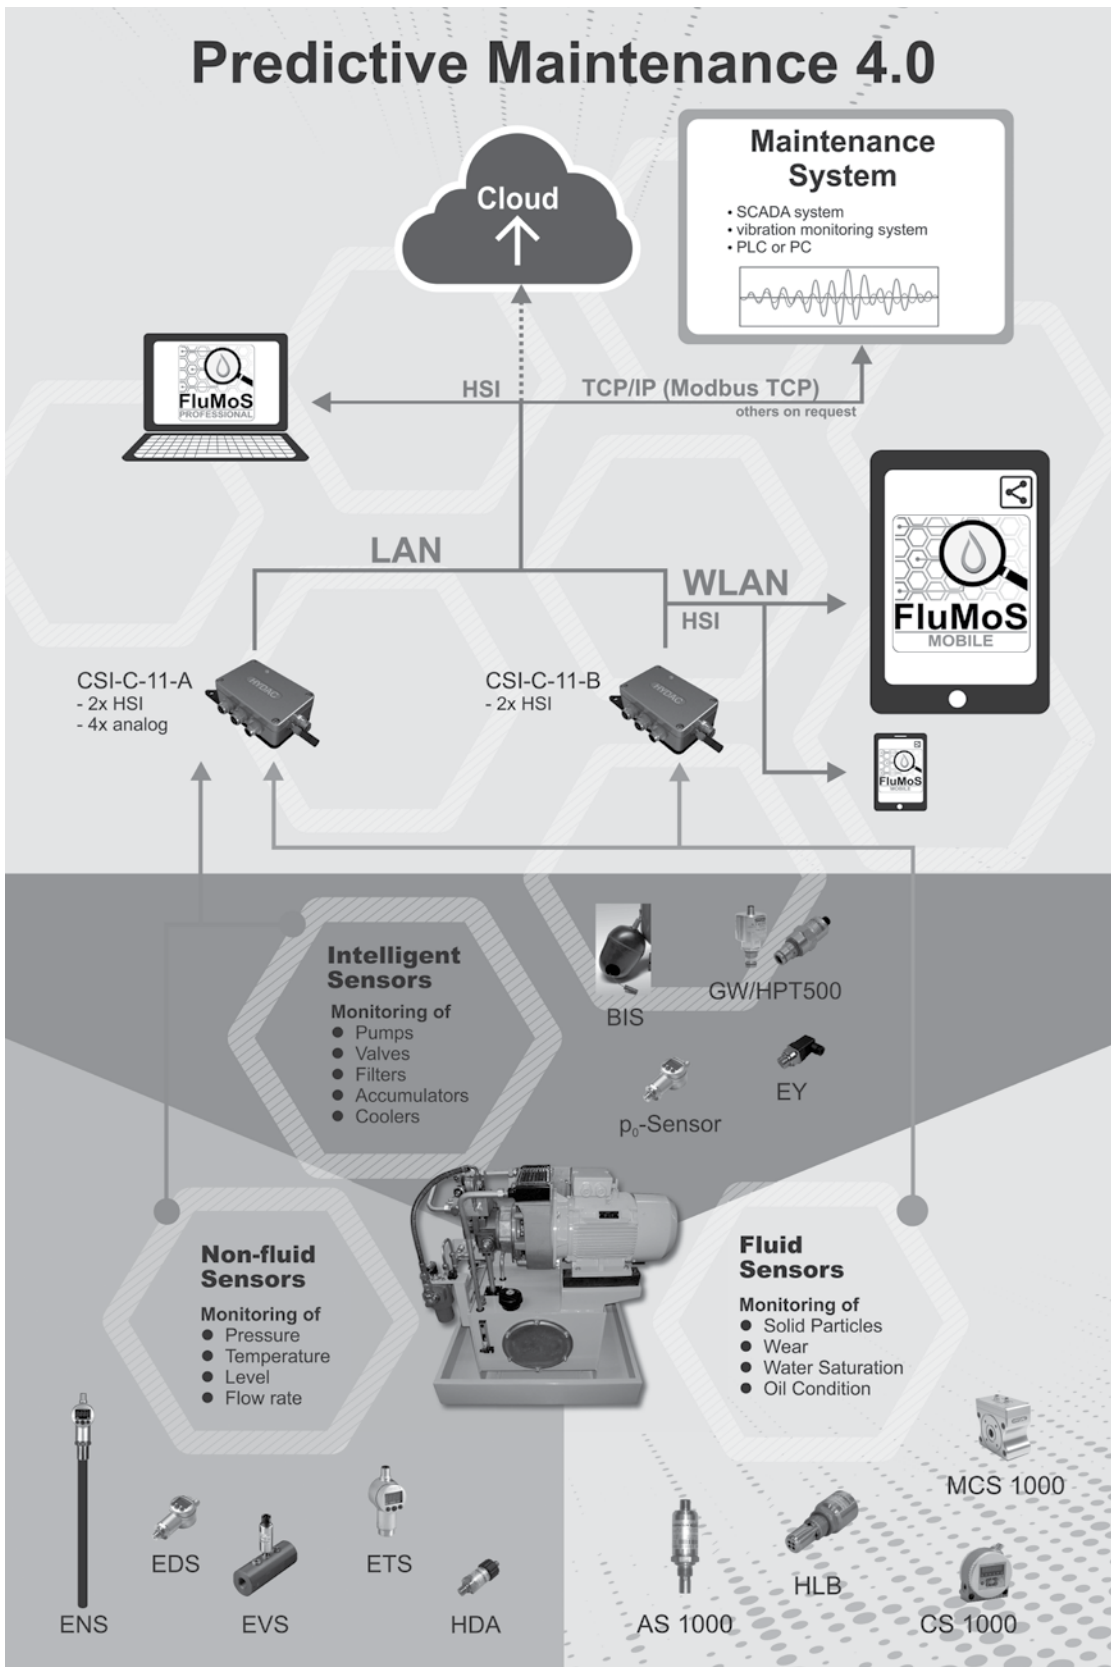 Predictive Maintenance 4.0
Cloud
Maintenance
System
• SCADA system
• vibration monitoring system
• PLC or PC
FluMoS
PROFESSIONAL
HSI
TCP/IP (Modbus TCP)
others on request
LAN
WLAN
HSI
FluMoS
MOBILE
CSI-C-11-A
- 2x HSI
- 4x analog
HYDAC
CSI-C-11-B
- 2x HSI
HYDAC
FluMoS
MOBILE
Intelligent
Sensors
Monitoring of
● Pumps
● Valves
● Filters
● Accumulators
● Coolers
BIS
GW/HPT500
p₀-Sensor
EY
Non-fluid
Sensors
Monitoring of
● Pressure
● Temperature
● Level
● Flow rate
Fluid
Sensors
Monitoring of
● Solid Particles
● Wear
● Water Saturation
● Oil Condition
ENS
EDS
EVS
ETS
HDA
AS 1000
HLB
MCS 1000
CS 1000